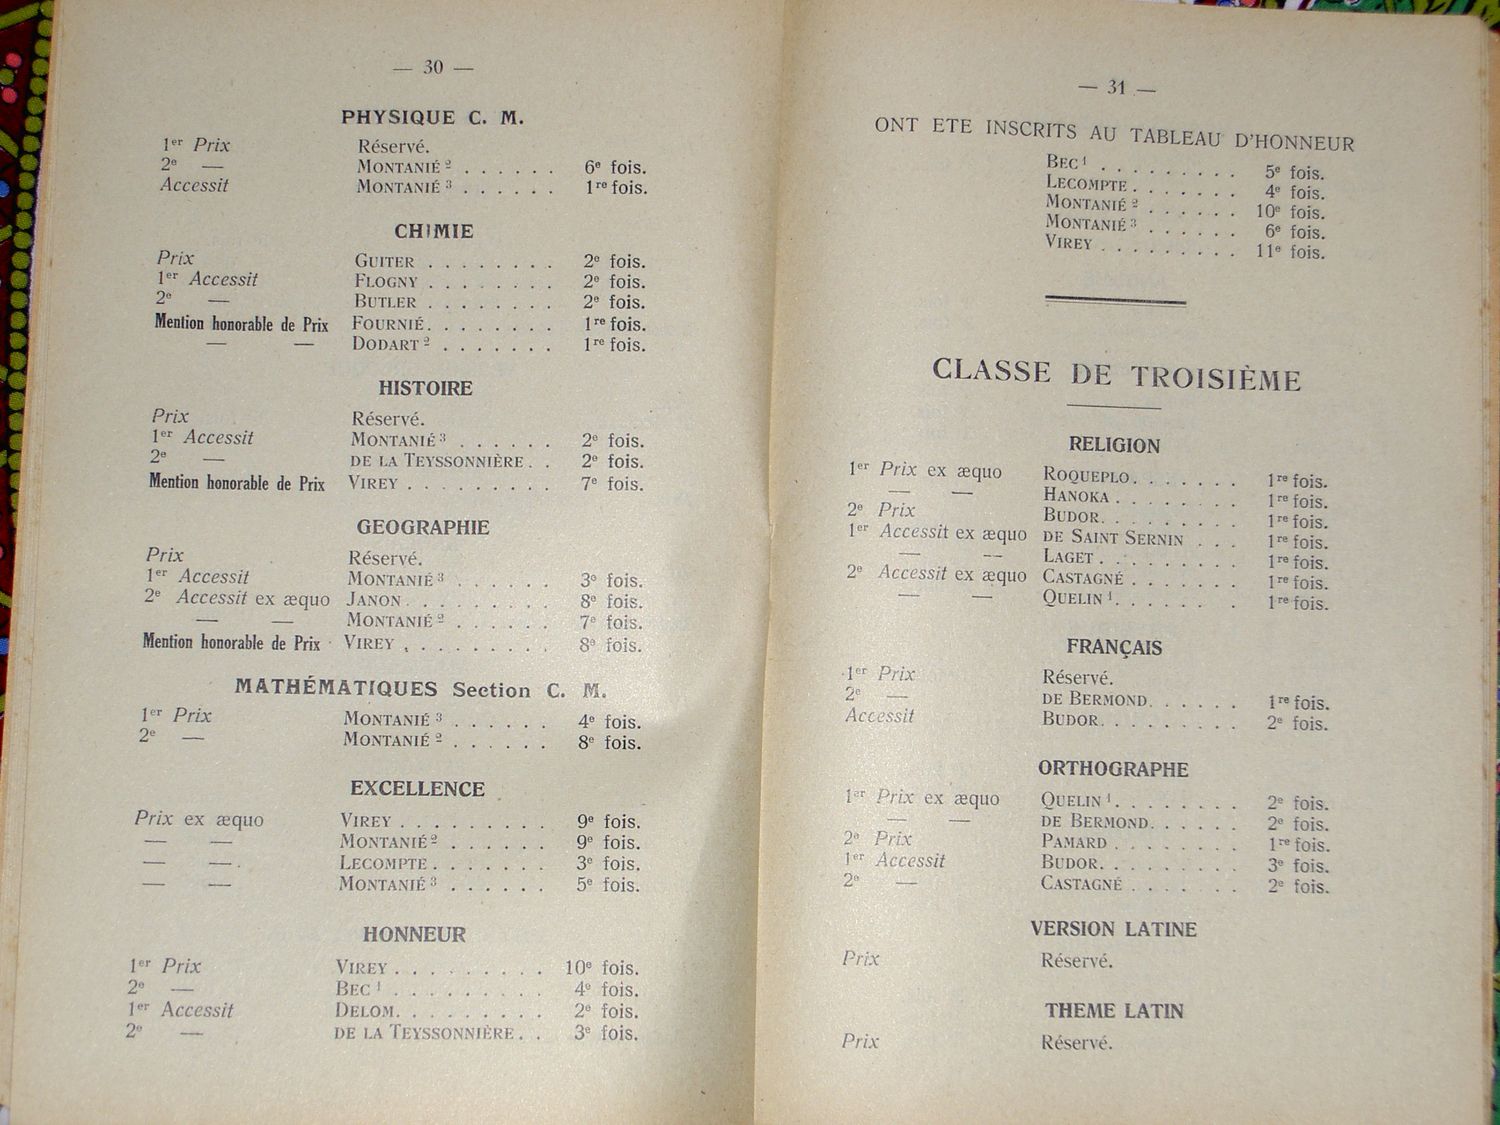 — 30 —
PHYSIQUE C. M.
1er Prix Réservé.
2e — MONTANIÉ 2 . . . . . . 6e fois.
Accessit MONTANIÉ 3 . . . . . . 1re fois.
CHIMIE
Prix GUITER . . . . . . . . 2e fois.
1er Accessit FLOGNY . . . . . . . . 2e fois.
2e — BUTLER . . . . . . . . 2e fois.
Mention honorable de Prix FOURNIÉ. . . . . . . . 1re fois.
— — DODART 2 . . . . . . . 1re fois.
HISTOIRE
Prix Réservé.
1er Accessit MONTANIÉ 3 . . . . . . 2e fois.
2e — DE LA TEYSSONNIÈRE . . 2e fois.
Mention honorable de Prix VIREY . . . . . . . . . 7e fois.
GEOGRAPHIE
Prix Réservé.
1er Accessit MONTANIÉ 3 . . . . . . 3e fois.
2e Accessit ex æquo JANON . . . . . . . . . 8e fois.
— — MONTANIÉ 2 . . . . . . 7e fois.
Mention honorable de Prix VIREY . . . . . . . . . 8e fois.
MATHÉMATIQUES Section C. M.
1er Prix MONTANIÉ 3 . . . . . . 4e fois.
2e — MONTANIÉ 2 . . . . . . 8e fois.
EXCELLENCE
Prix ex æquo VIREY . . . . . . . . . 9e fois.
— — MONTANIÉ 2 . . . . . . 9e fois.
— — LECOMPTE . . . . . . . 3e fois.
— — MONTANIÉ 3 . . . . . . 5e fois.
HONNEUR
1er Prix VIREY . . . . . . . . . 10e fois.
2e — BEC 1 . . . . . . . . . 4e fois.
1er Accessit DELOM. . . . . . . . . 2e fois.
2e — DE LA TEYSSONNIÈRE . . 3e fois.
— 31 —
ONT ETE INSCRITS AU TABLEAU D'HONNEUR
BEC 1 . . . . . . . . . 5e fois.
LECOMPTE . . . . . . . 4e fois.
MONTANIÉ 2 . . . . . . 10e fois.
MONTANIÉ 3 . . . . . . 6e fois.
VIREY . . . . . . . . . 11e fois.
CLASSE DE TROISIÈME
RELIGION
1er Prix ex æquo ROQUEPLO. . . . . . . 1re fois.
— — HANOKA . . . . . . . . 1re fois.
2e Prix BUDOR. . . . . . . . . 1re fois.
1er Accessit ex æquo DE SAINT SERNIN . . . 1re fois.
— — LAGET . . . . . . . . . 1re fois.
2e Accessit ex æquo CASTAGNÉ . . . . . . . 1re fois.
— — QUELIN 1. . . . . . . 1re fois.
FRANÇAIS
1er Prix Réservé.
2e — DE BERMOND. . . . . . 1re fois.
Accessit BUDOR. . . . . . . . . 2e fois.
ORTHOGRAPHE
1er Prix ex æquo QUELIN 1. . . . . . . . 2e fois.
— — DE BERMOND. . . . . . 2e fois.
2e Prix PAMARD . . . . . . . . 1re fois.
1er Accessit BUDOR. . . . . . . . . 3e fois.
2e — CASTAGNÉ . . . . . . . 2e fois.
VERSION LATINE
Prix Réservé.
THEME LATIN
Prix Réservé.